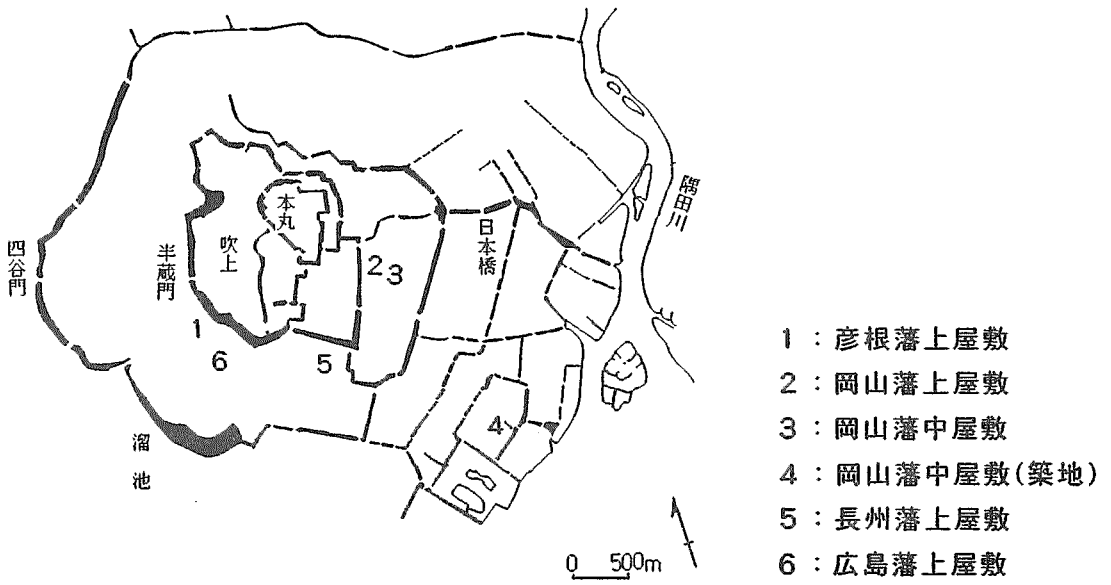 隅田川
本丸
日本橋
四谷門
半蔵門
吹上
2
3
1
6
5
4
溜池
0 500m
1：彦根藩上屋敷
2：岡山藩上屋敷
3：岡山藩中屋敷
4：岡山藩中屋敷(築地)
5：長州藩上屋敷
6：広島藩上屋敷